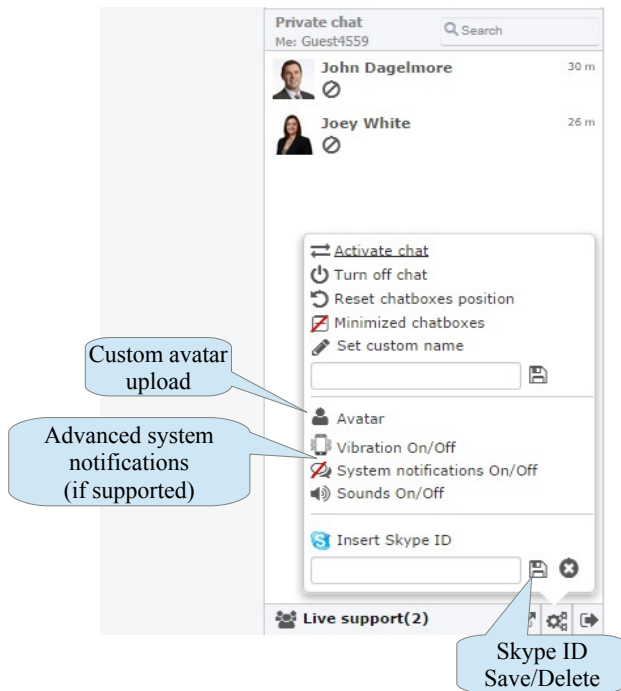 Private chat
Search
Me: Guest4559
John Dagelmore
30 m
Joey White
26 m
Activate chat
Turn off chat
Reset chatboxes position
Minimized chatboxes
Set custom name
Custom avatar
upload
Avatar
Advanced system
notifications
(if supported)
Vibration On/Off
System notifications On/Off
Sounds On/Off
Insert Skype ID
Live support(2)
Skype ID
Save/Delete